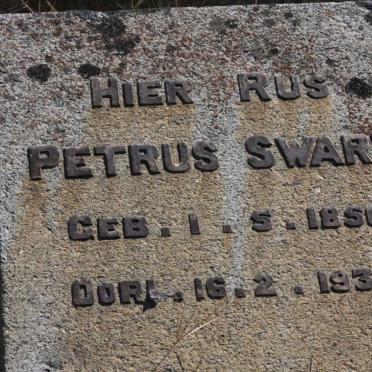 HIER RUS
PETRUS SWAR
GEB. 1. 5. 185
OORL. 16. 2. 193